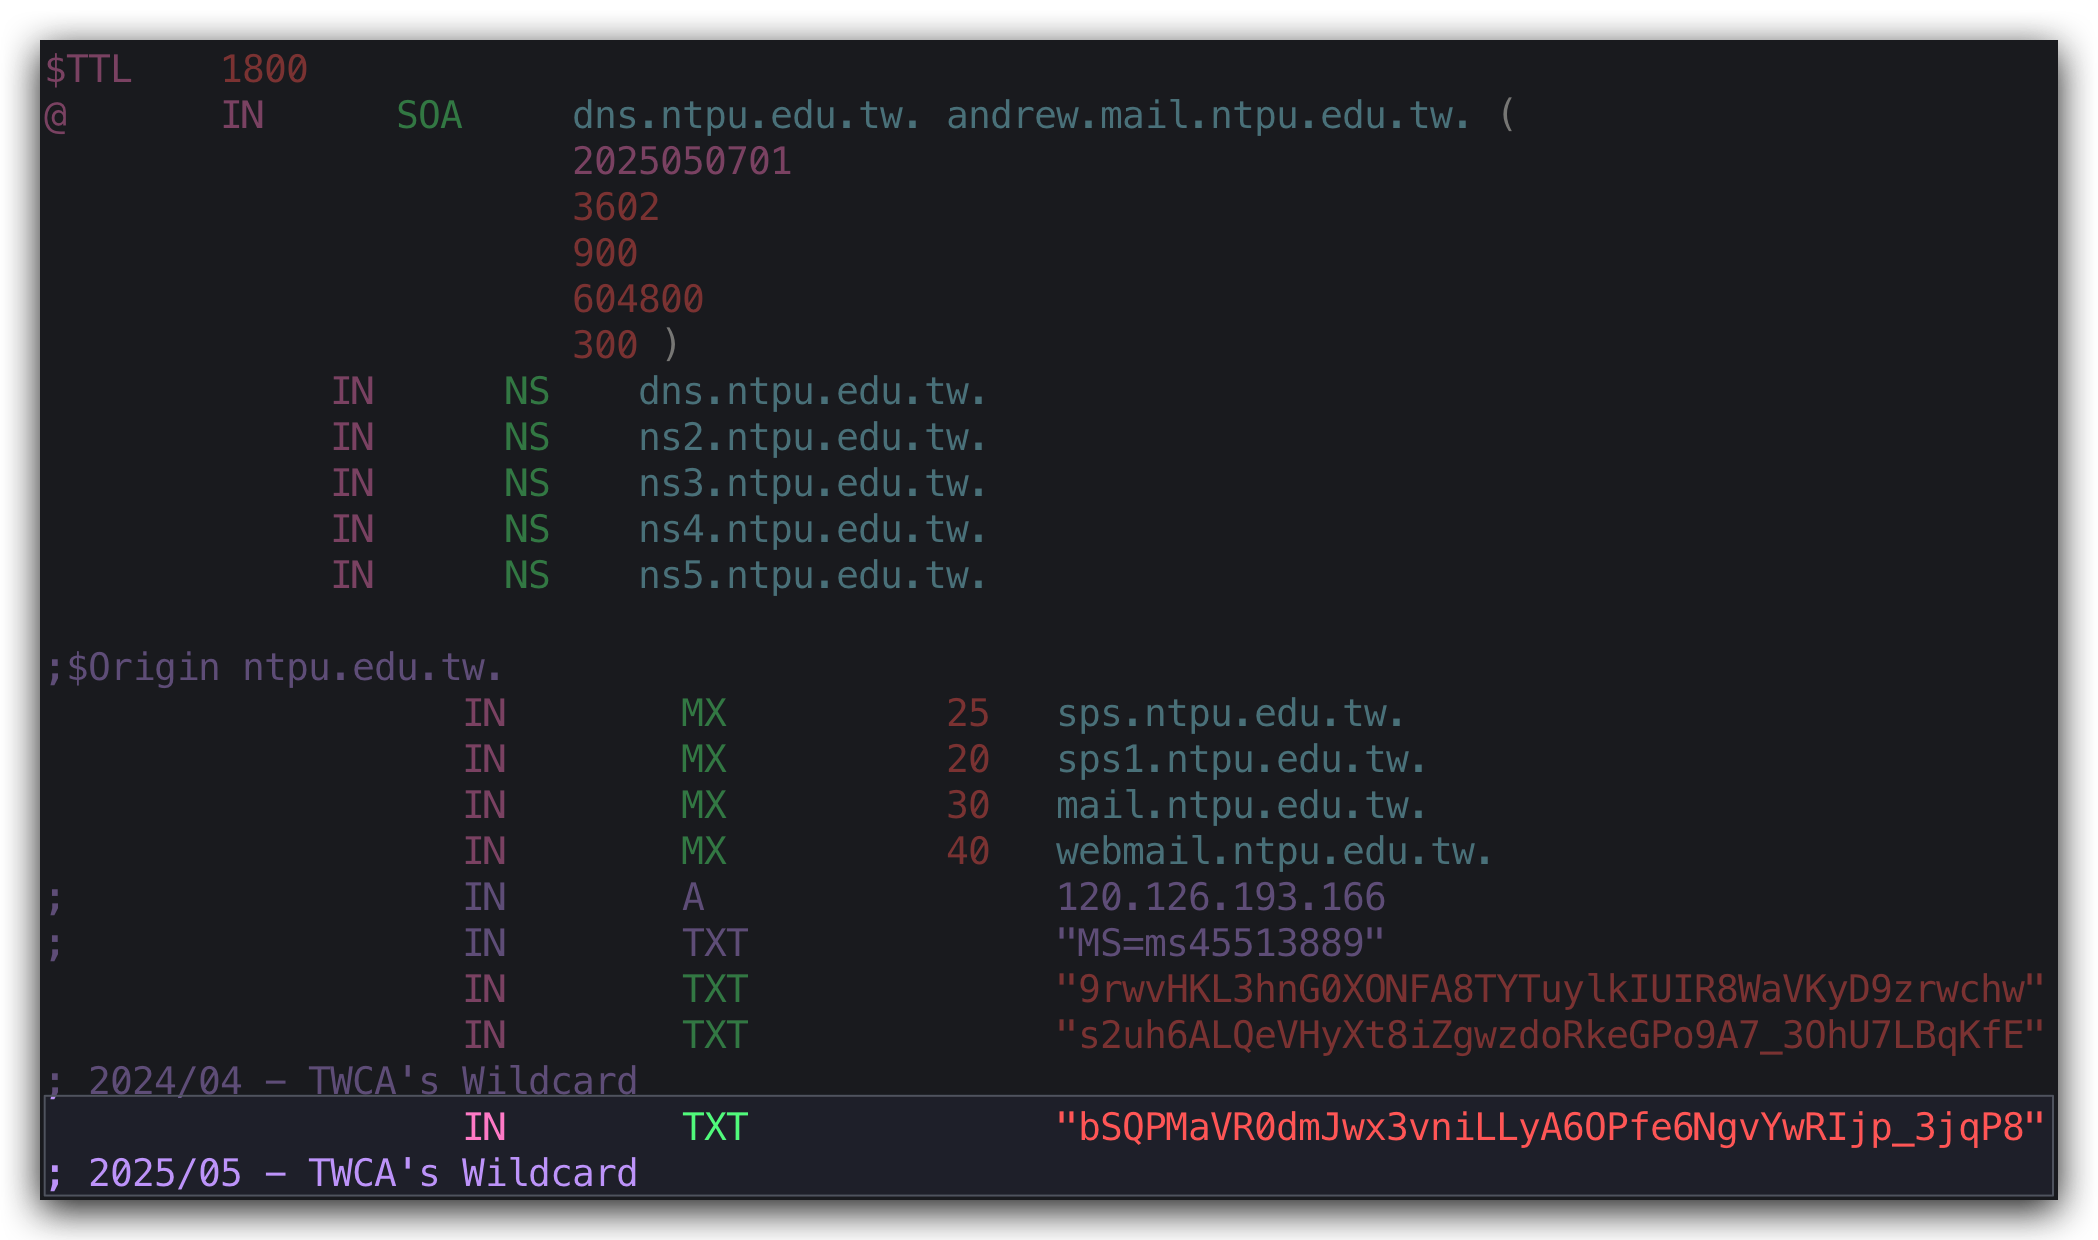 $TTL    1800
@       IN      SOA     dns.ntpu.edu.tw. andrew.mail.ntpu.edu.tw. (
2025050701
3602
900
604800
300 )
IN      NS    dns.ntpu.edu.tw.
IN      NS    ns2.ntpu.edu.tw.
IN      NS    ns3.ntpu.edu.tw.
IN      NS    ns4.ntpu.edu.tw.
IN      NS    ns5.ntpu.edu.tw.
;$Origin ntpu.edu.tw.
IN        MX          25   sps.ntpu.edu.tw.
IN        MX          20   sps1.ntpu.edu.tw.
IN        MX          30   mail.ntpu.edu.tw.
IN        MX          40   webmail.ntpu.edu.tw.
;                  IN        A                120.126.193.166
;                  IN        TXT              "MS=ms45513889"
IN        TXT              "9rwvHKL3hnG0XONFA8TYTuylkIUIR8WaVKyD9zrwchw"
IN        TXT              "s2uh6ALQeVHyXt8iZgwzdoRkeGPo9A7_3OhU7LBqKfE"
; 2024/04 – TWCA's Wildcard
IN        TXT              "bSQPMaVR0dmJwx3vniLLyA6OPfe6NgvYwRIjp_3jqP8"
; 2025/05 – TWCA's Wildcard